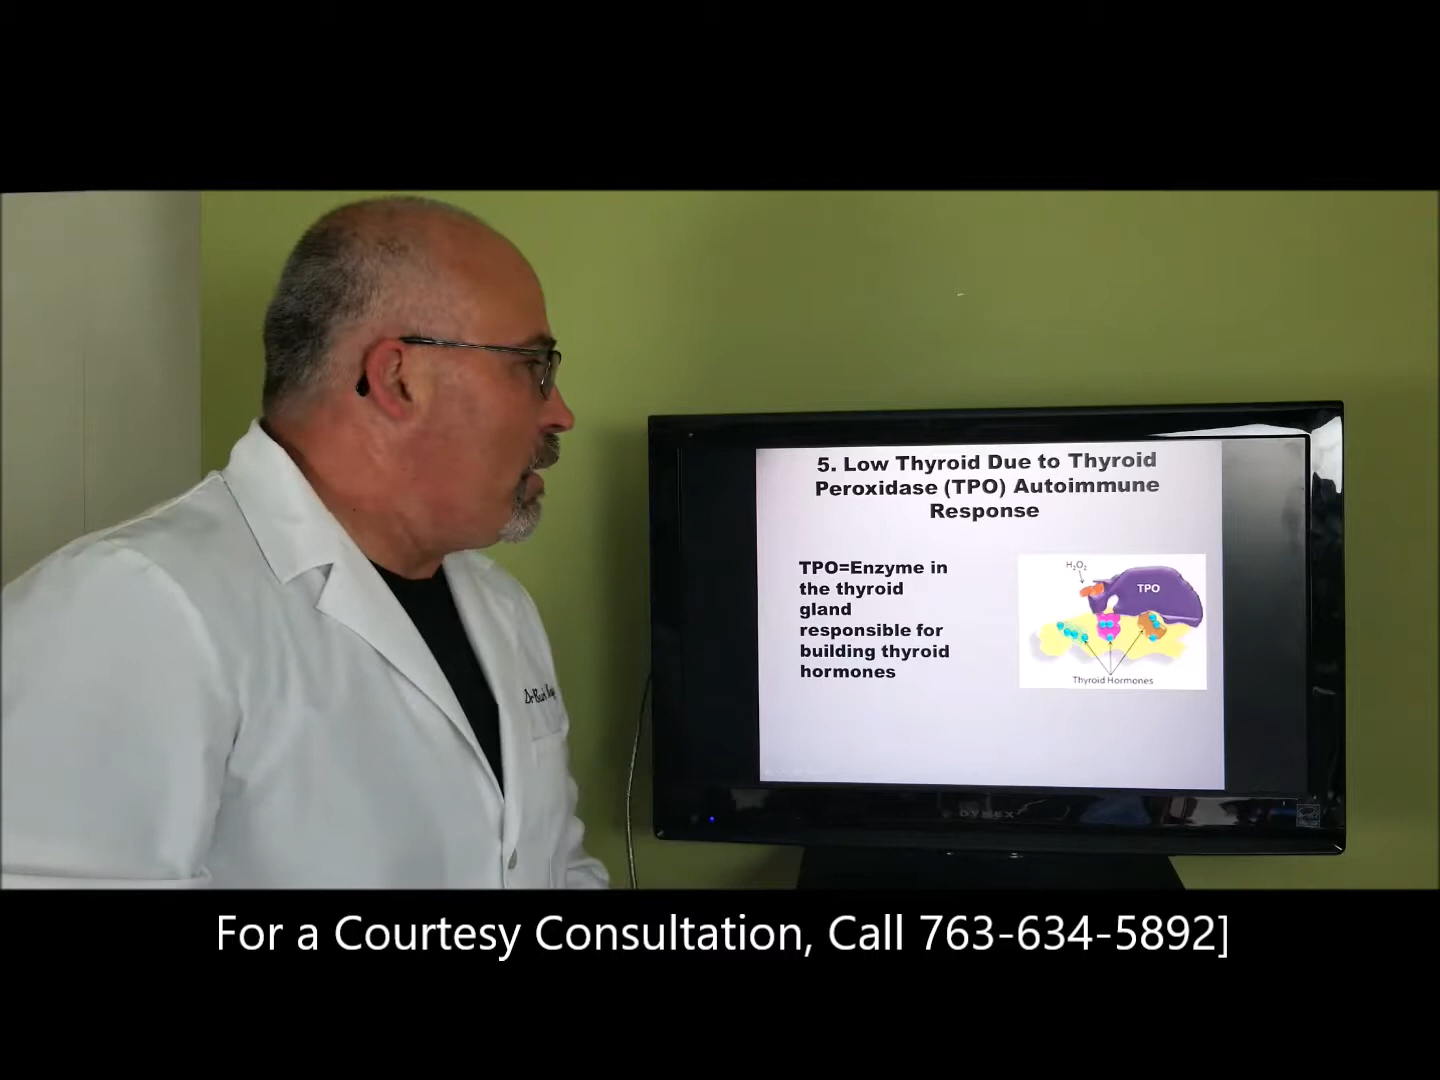 5. Low Thyroid Due to Thyroid
Peroxidase (TPO) Autoimmune
Response
TPO=Enzyme in
the thyroid
gland
responsible for
building thyroid
hormones
H₂O₂
TPO
Thyroid Hormones
DYNEX
For a Courtesy Consultation, Call 763-634-5892]